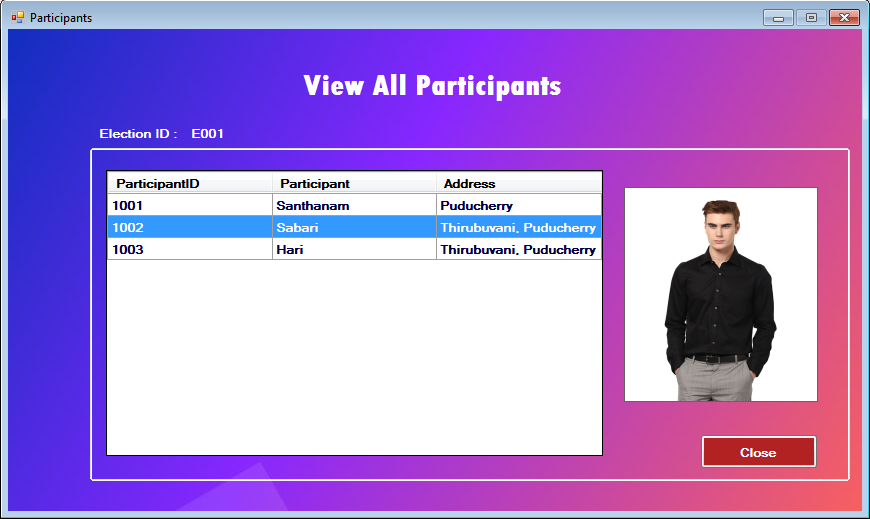 Participants
View All Participants
Election ID : E001
ParticipantID Participant Address
1001 Santhanam Puducherry
1002 Sabari Thirubuvani, Puducherry
1003 Hari Thirubuvani, Puducherry
Close